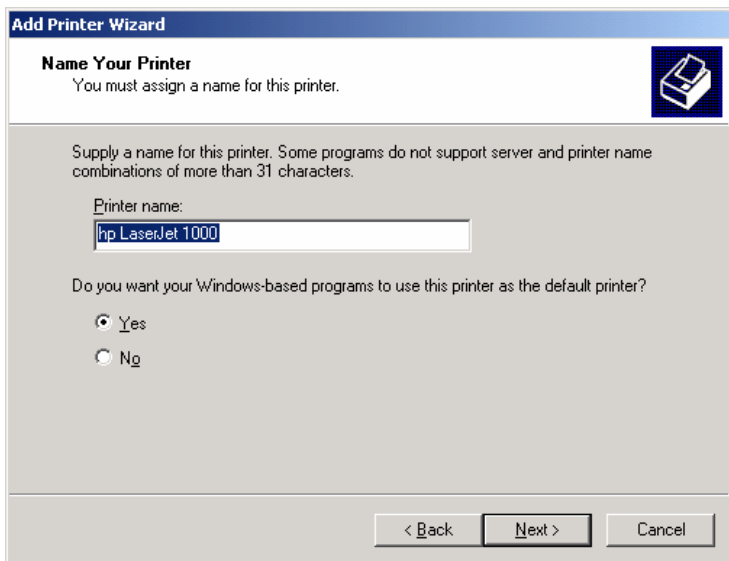 Add Printer Wizard
Name Your Printer
You must assign a name for this printer.
Supply a name for this printer. Some programs do not support server and printer name
combinations of more than 31 characters.
Printer name:
hp LaserJet 1000
Do you want your Windows-based programs to use this printer as the default printer?
Yes
No
< Back
Next >
Cancel